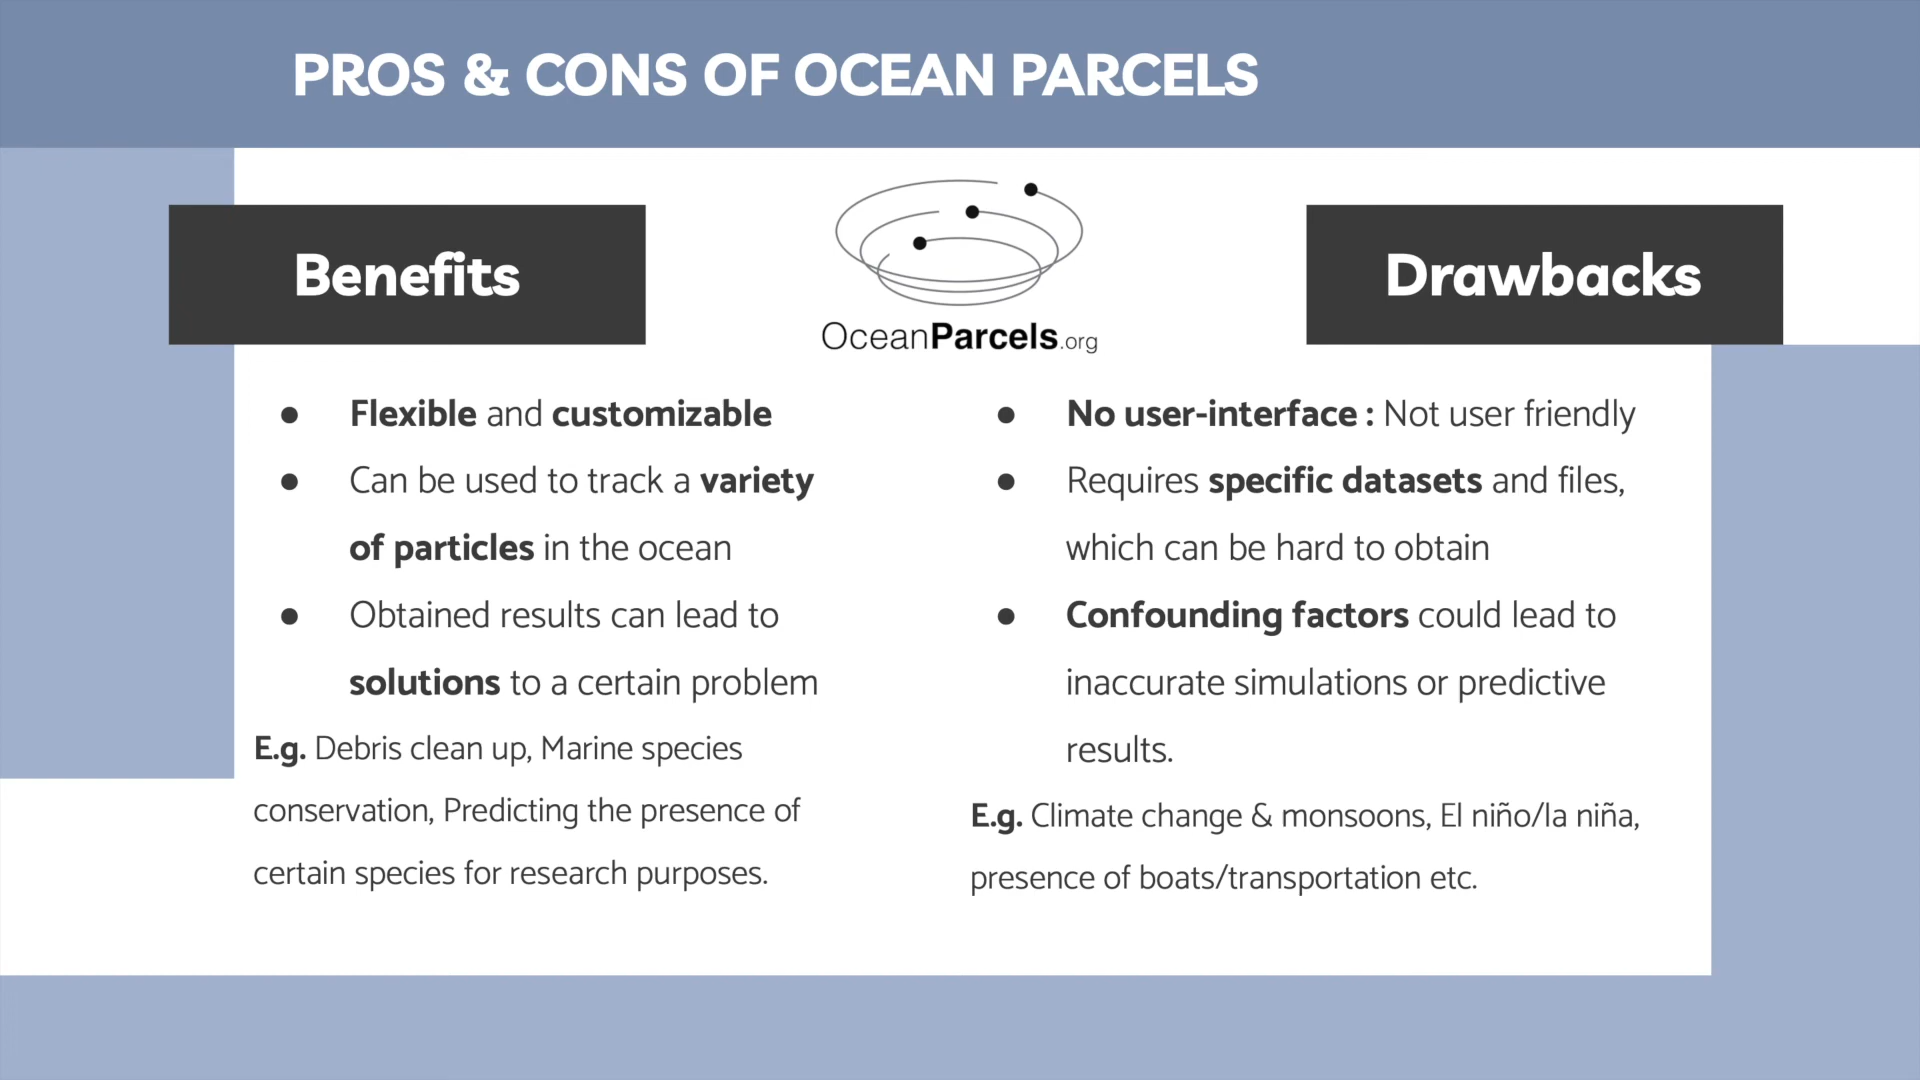 PROS & CONS OF OCEAN PARCELS
Benefits
OceanParcels.org
Drawbacks
● Flexible and customizable
● Can be used to track a variety
of particles in the ocean
● Obtained results can lead to
solutions to a certain problem
E.g. Debris clean up, Marine species
conservation, Predicting the presence of
certain species for research purposes.
● No user-interface : Not user friendly
● Requires specific datasets and files,
which can be hard to obtain
● Confounding factors could lead to
inaccurate simulations or predictive
results.
E.g. Climate change & monsoons, El niño/la niña,
presence of boats/transportation etc.